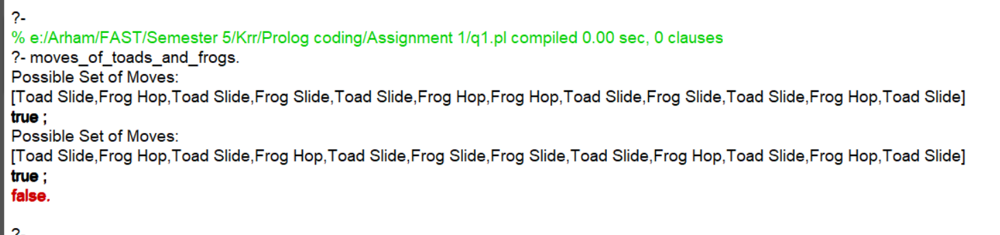 ?-
% e:/Arham/FAST/Semester 5/Krr/Prolog coding/Assignment 1/q1.pl compiled 0.00 sec, 0 clauses
?- moves_of_toads_and_frogs.
Possible Set of Moves:
[Toad Slide,Frog Hop,Toad Slide,Frog Slide,Toad Slide,Frog Hop,Frog Hop,Toad Slide,Frog Slide,Toad Slide,Frog Hop,Toad Slide]
true ;
Possible Set of Moves:
[Toad Slide,Frog Hop,Toad Slide,Frog Hop,Toad Slide,Frog Slide,Frog Slide,Toad Slide,Frog Hop,Toad Slide,Frog Hop,Toad Slide]
true ;
false.
?-